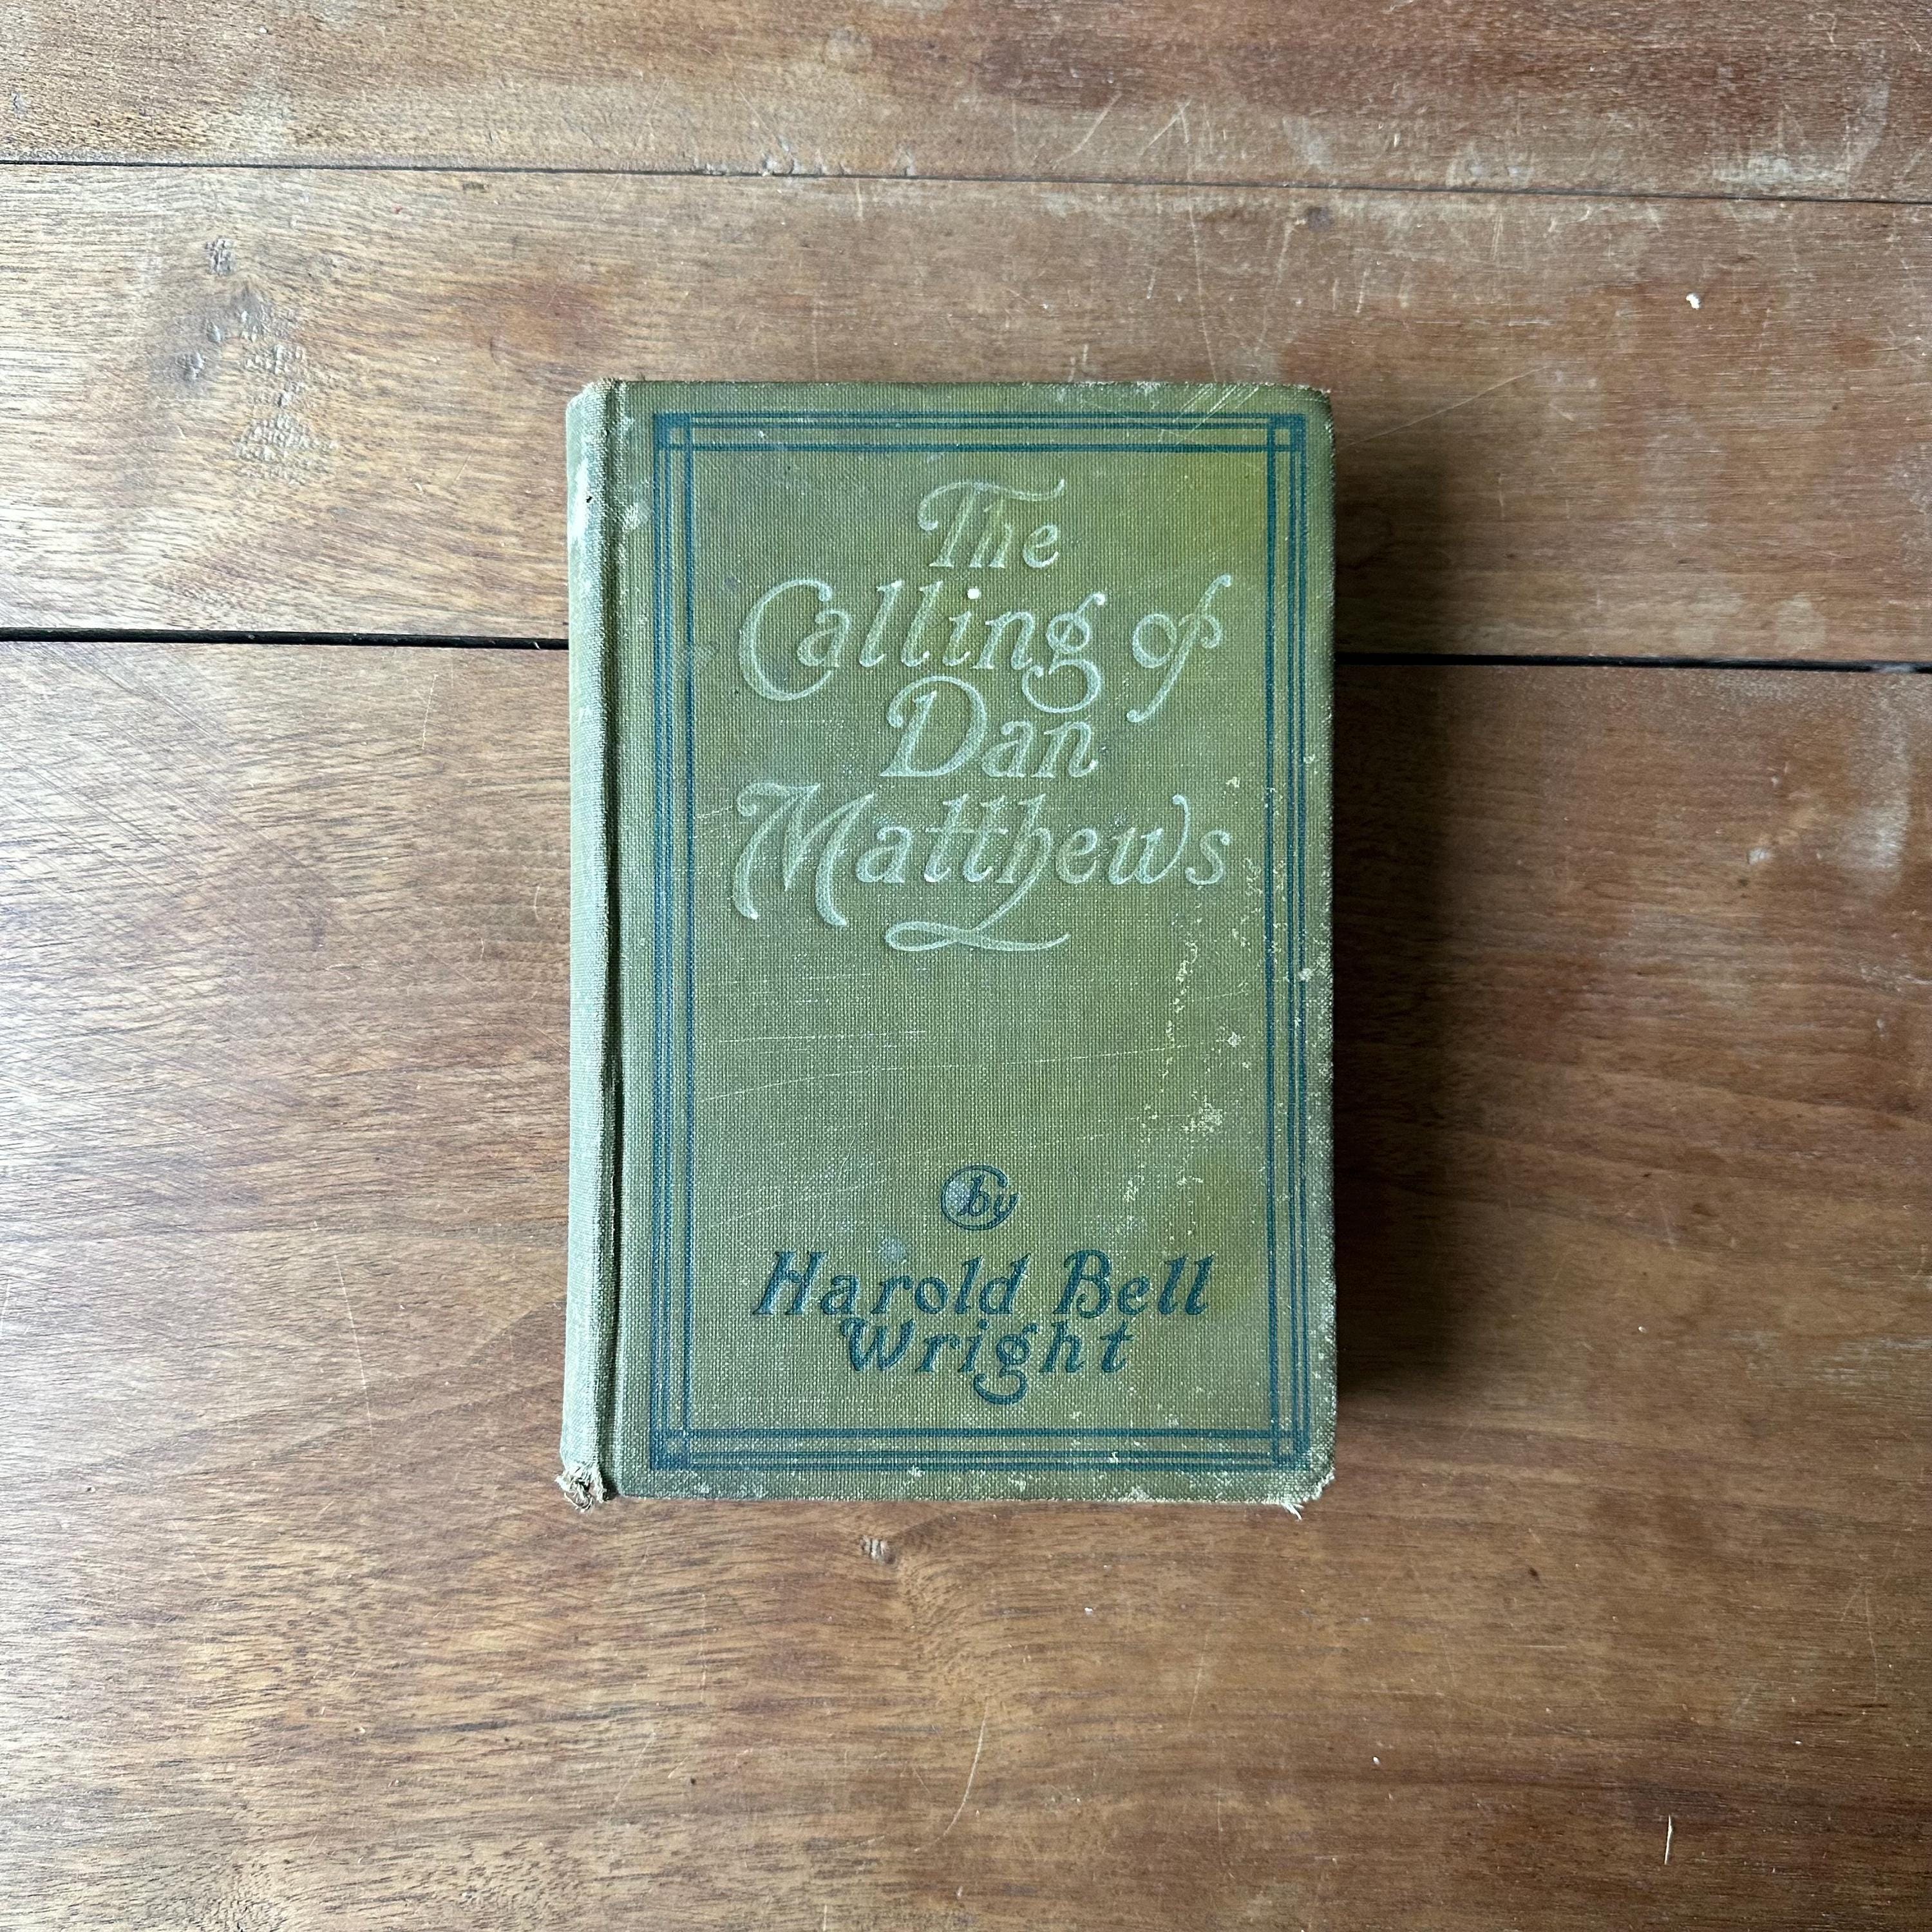 The
Calling of
Dan
Matthews
by
Harold Bell
Wright